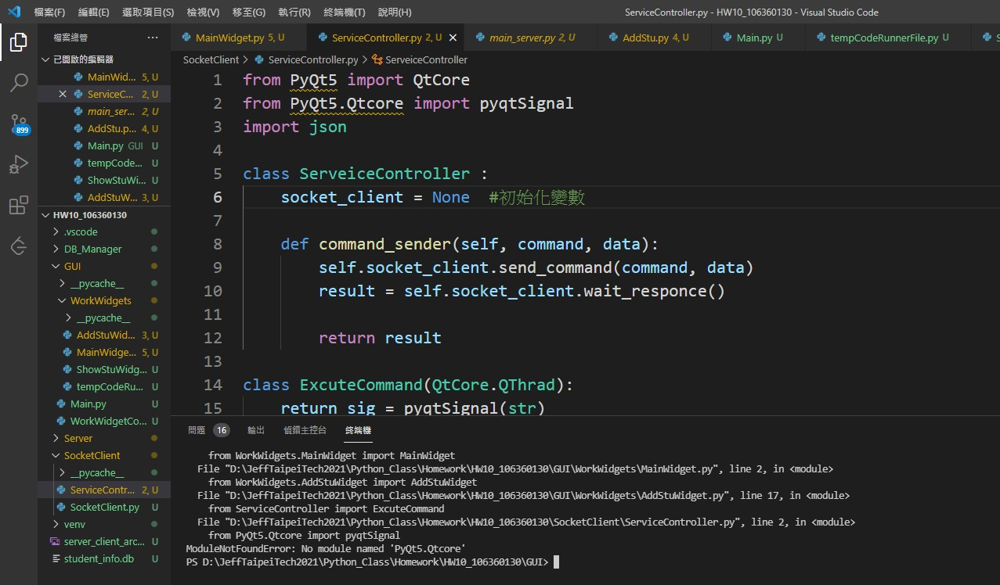 檔案(F) 編輯(E) 選取項目(S) 檢視(V) 移至(G) 執行(R) 終端機(T) 說明(H) ServiceController.py - HW10_106360130 - Visual Studio Code
檔案總管 ···
MainWidget.py 5, U ServiceController.py 2, U main_server.py 2, U AddStu.py 4, U Main.py U tempCodeRunnerFile.py U
已開啟的編輯器
MainWid... 5, U
ServiceC... 2, U
main_ser... 2, U
AddStu.p... 4, U
Main.py GUI U
tempCode... U
ShowStuWi... U
AddStuW... 3, U
899
HW10_106360130
.vscode
DB_Manager
GUI
__pycache__
WorkWidgets
__pycache__
AddStuWid... 3, U
MainWidge... 5, U
ShowStuWidg... U
tempCodeRu... U
Main.py U
WorkWidgetCo... U
Server
SocketClient
__pycache__
ServiceContr... 2, U
SocketClient.py U
venv
server_client_arc... U
student_info.db U
SocketClient > ServiceController.py > ServeiceController
1 from PyQt5 import QtCore
2 from PyQt5.Qtcore import pyqtSignal
3 import json
4
5 class ServeiceController :
6 socket_client = None #初始化變數
7
8 def command_sender(self, command, data):
9 self.socket_client.send_command(command, data)
10 result = self.socket_client.wait_responce()
11
12 return result
13
14 class ExcuteCommand(QtCore.QThrad):
15 return sig = pyqtSignal(str)
問題 16 輸出 偵錯主控台 終端機
from WorkWidgets.MainWidget import MainWidget
File "D:\JeffTaipeiTech2021\Python_Class\Homework\HW10_106360130\GUI\WorkWidgets\MainWidget.py", line 2, in <module>
from WorkWidgets.AddStuWidget import AddStuWidget
File "D:\JeffTaipeiTech2021\Python_Class\Homework\HW10_106360130\GUI\WorkWidgets\AddStuWidget.py", line 17, in <module>
from ServiceController import ExcuteCommand
File "D:\JeffTaipeiTech2021\Python_Class\Homework\HW10_106360130\SocketClient\ServiceController.py", line 2, in <module>
from PyQt5.Qtcore import pyqtSignal
ModuleNotFoundError: No module named 'PyQt5.Qtcore'
PS D:\JeffTaipeiTech2021\Python_Class\Homework\HW10_106360130\GUI>